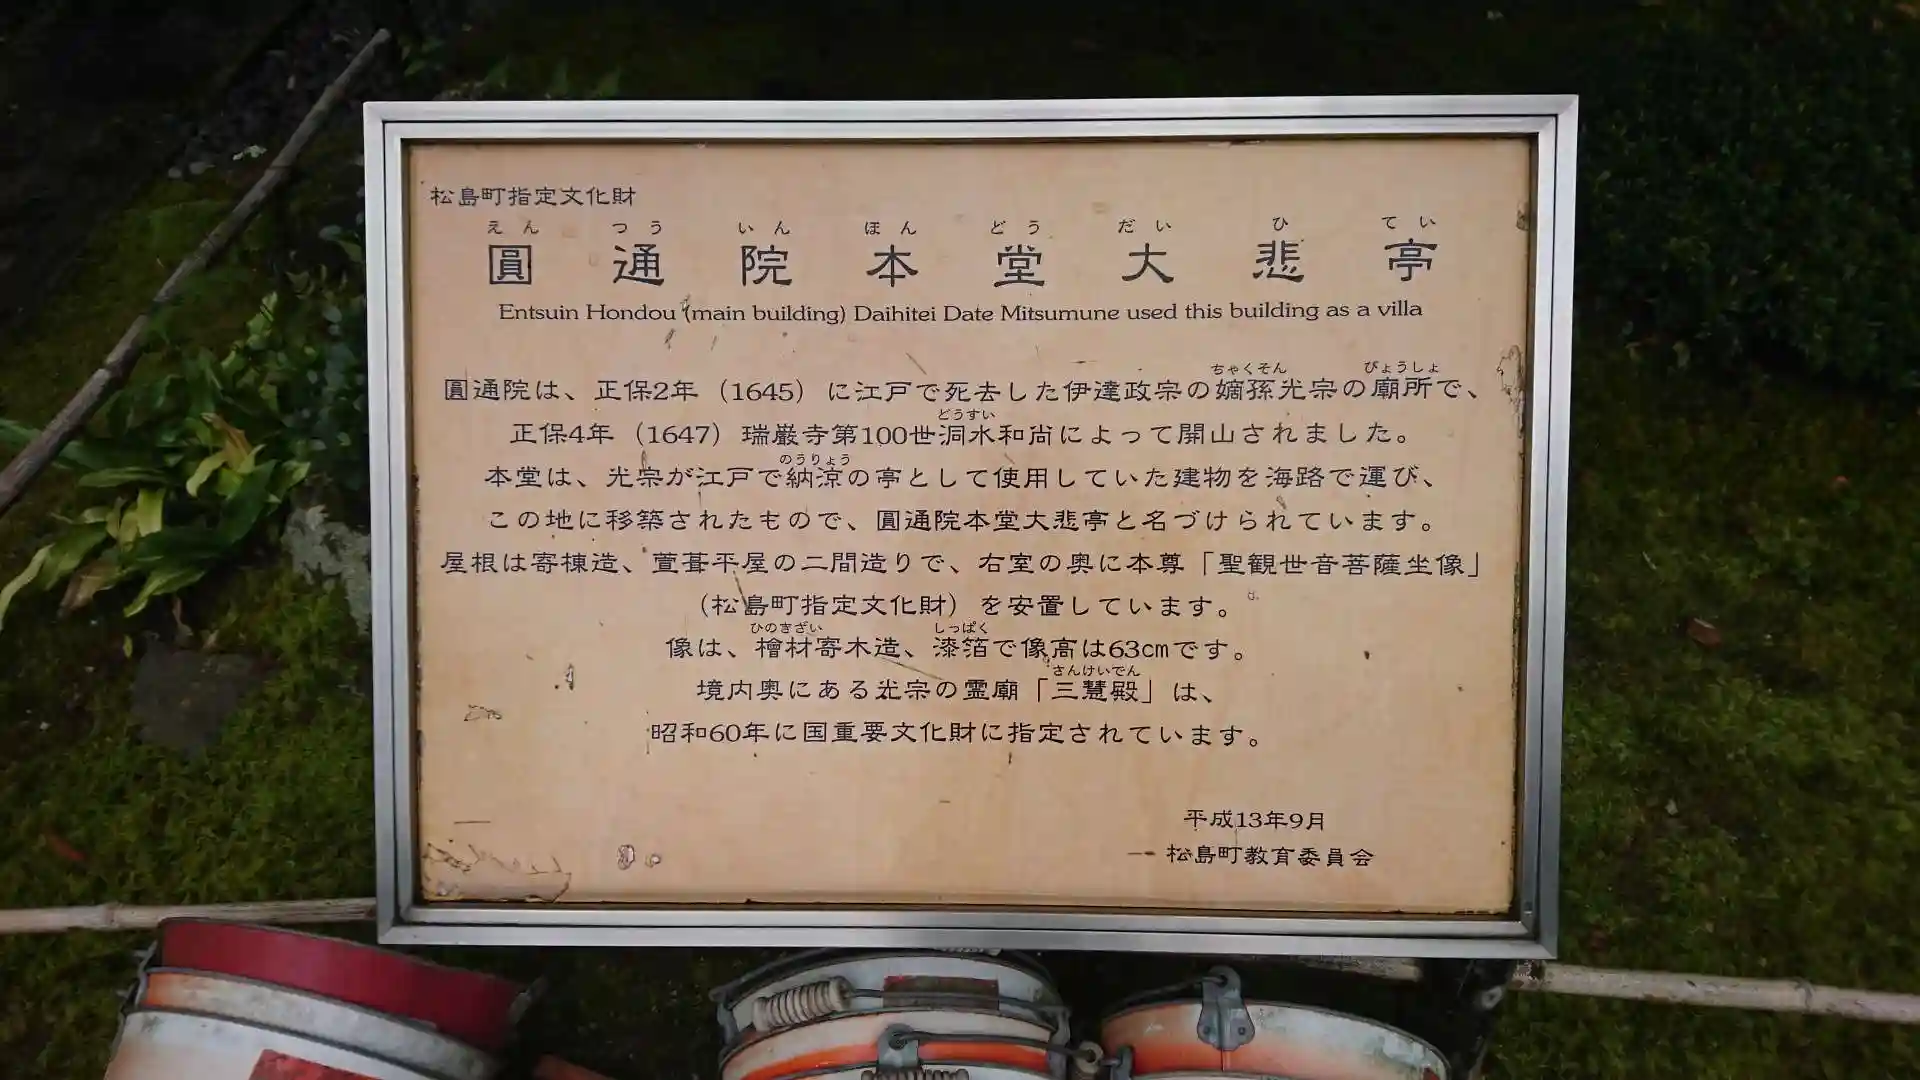 松島町指定文化財
えん つう いん ほん どう だい ひ てい
圓通院本堂大悲亭
Entsuin Hondou (main building) Daihitei Date Mitsumune used this building as a villa
ちゃくそん びょうしょ
圓通院は、正保2年（1645）に江戸で死去した伊達政宗の嫡孫光宗の廟所で、
どうすい
正保4年（1647）瑞巌寺第100世洞水和尚によって開山されました。
のうりょう
本堂は、光宗が江戸で納涼の亭として使用していた建物を海路で運び、
この地に移築されたもので、圓通院本堂大悲亭と名づけられています。
屋根は寄棟造、萱葺平屋の二間造りで、右室の奥に本尊「聖観世音菩薩坐像」
（松島町指定文化財）を安置しています。
ひのきざい しっぱく
像は、檜材寄木造、漆箔で像高は63㎝です。
さんけいでん
境内奥にある光宗の霊廟「三慧殿」は、
昭和60年に国重要文化財に指定されています。
平成13年9月
松島町教育委員会